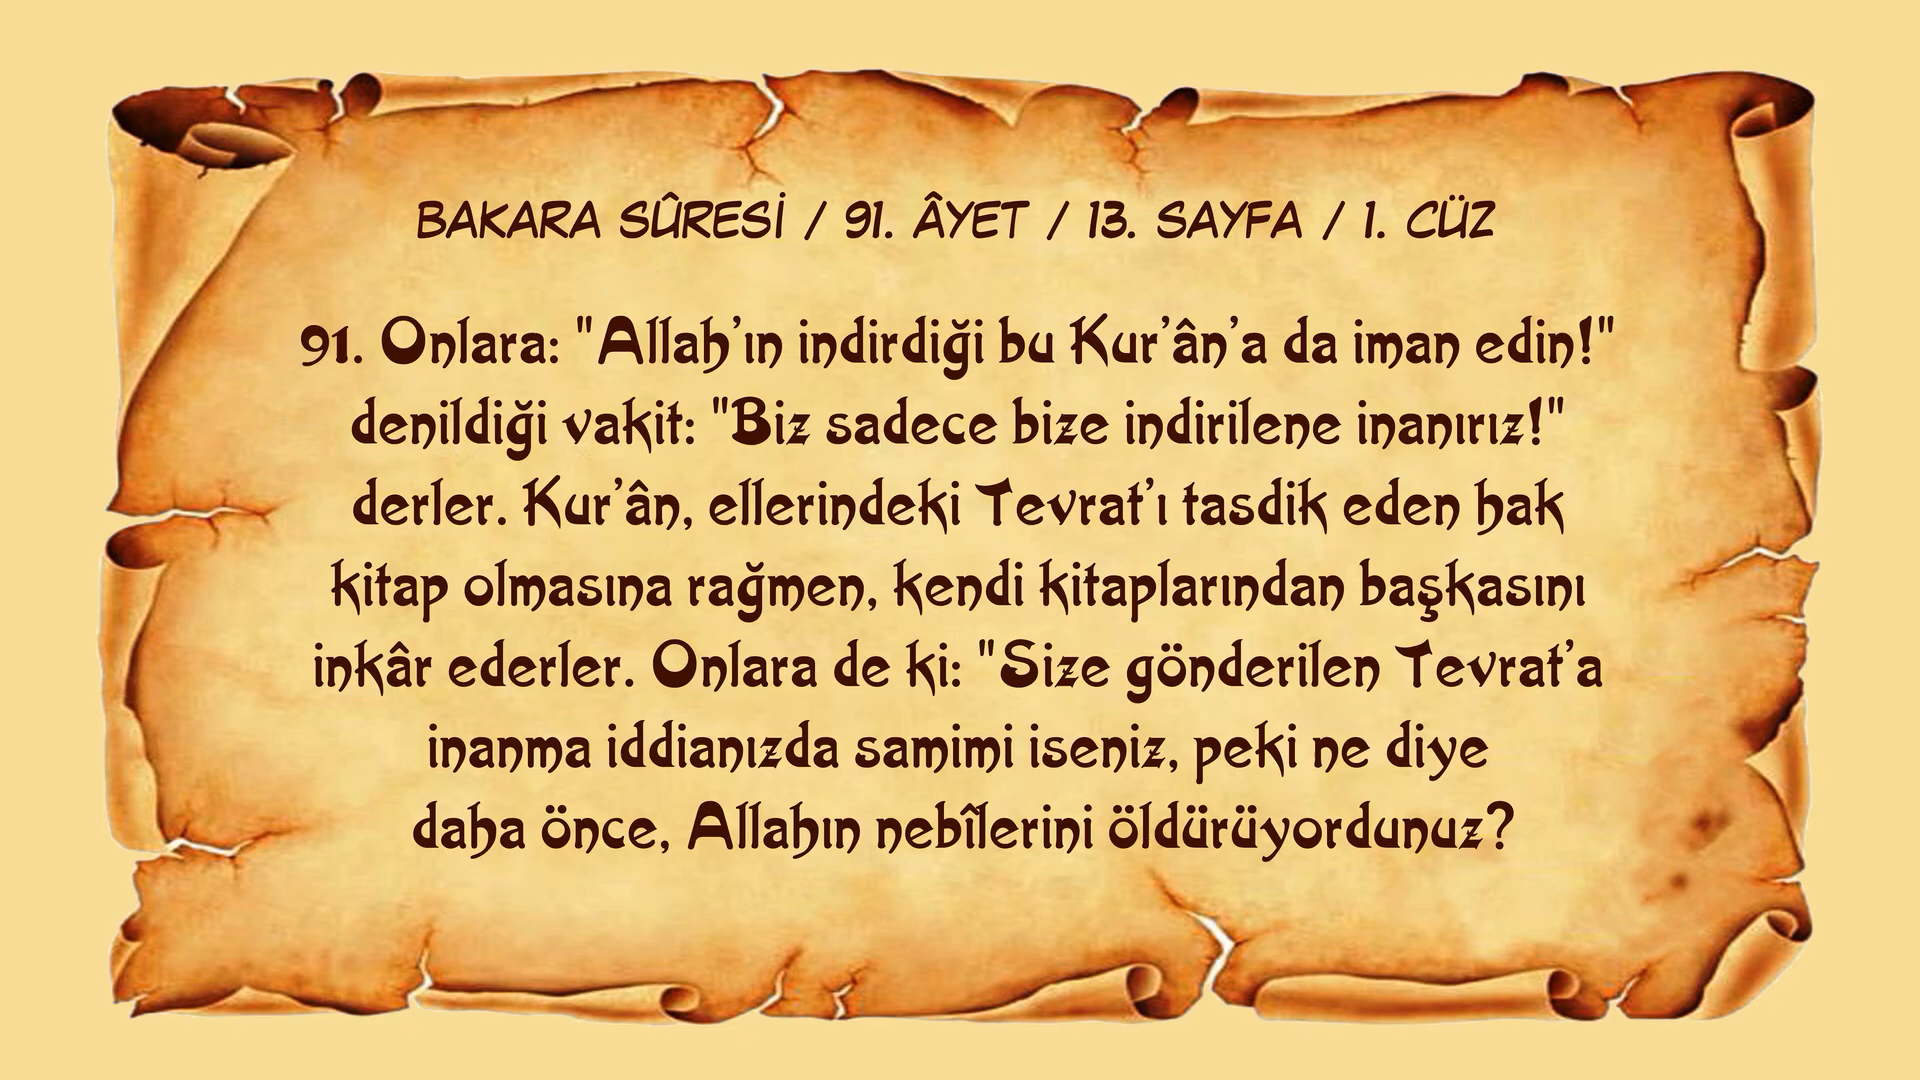 BAKARA SÛRESİ / 91. ÂYET / 13. SAYFA / 1. CÜZ
91. Onlara: "Allah’ın indirdiği bu Kur’ân’a da iman edin!"
denildiği vakit: "Biz sadece bize indirilene inanırız!"
derler. Kur’ân, ellerindeki Tevrat’ı tasdik eden hak
kitap olmasına rağmen, kendi kitaplarından başkasını
inkâr ederler. Onlara de ki: "Size gönderilen Tevrat’a
inanma iddianızda samimi iseniz, peki ne diye
daha önce, Allahın nebîlerini öldürüyordunuz?